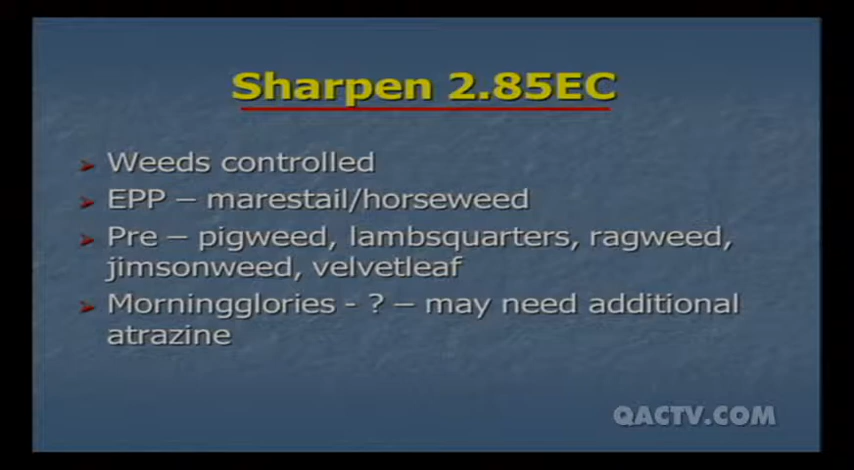 Sharpen 2.85EC
Weeds controlled
EPP – marestail/horseweed
Pre – pigweed, lambsquarters, ragweed,
jimsonweed, velvetleaf
Morningglories - ? – may need additional
atrazine
QACTV.COM